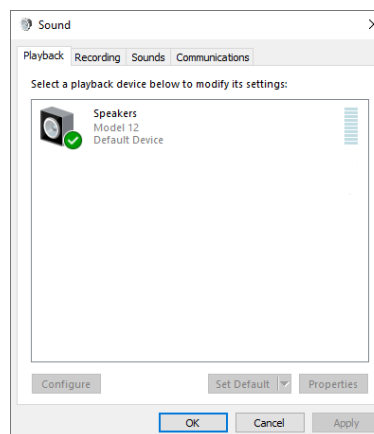 Sound
Playback Recording Sounds Communications
Select a playback device below to modify its settings:
Speakers
Model 12
Default Device
Configure Set Default Properties
OK Cancel Apply